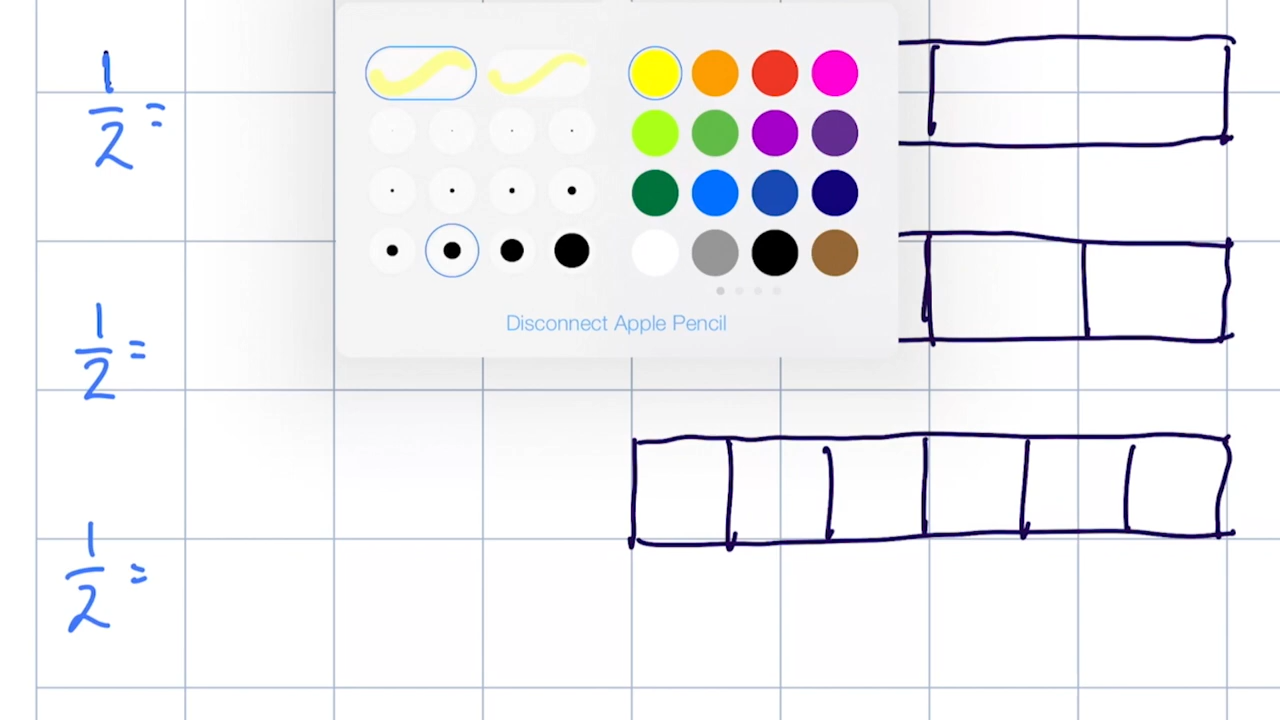 1/2 =
Disconnect Apple Pencil
1/2 =
1/2 =